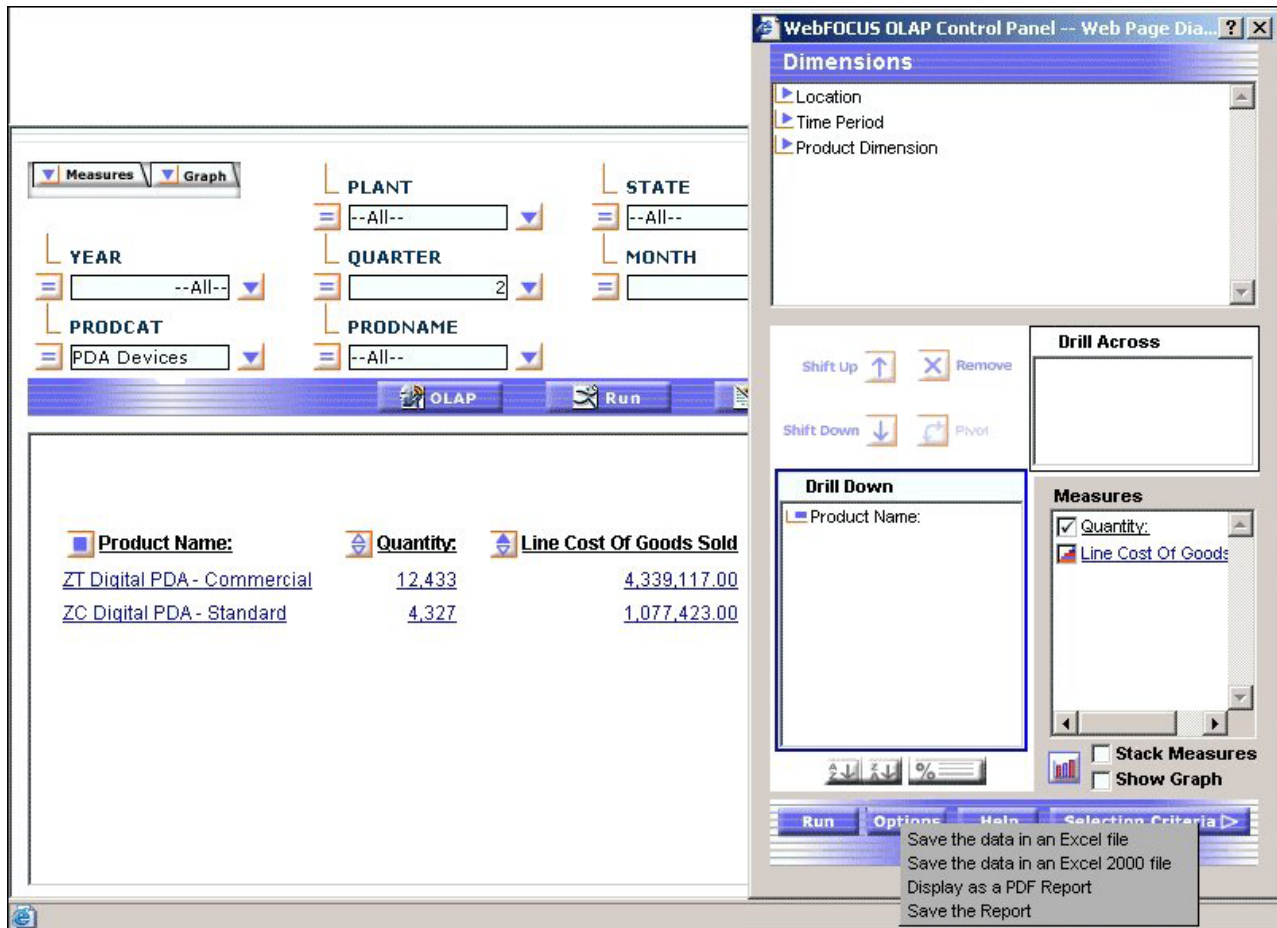 WebFOCUS OLAP Control Panel -- Web Page Dia...
Dimensions
Location
Time Period
Product Dimension
Measures
Graph
PLANT
--All--
STATE
--All--
YEAR
--All--
QUARTER
2
MONTH
PRODCAT
PDA Devices
PRODNAME
--All--
OLAP
Run
Product Name:
Quantity:
Line Cost Of Goods Sold
ZT Digital PDA - Commercial
12,433
4,339,117.00
ZC Digital PDA - Standard
4,327
1,077,423.00
Shift Up
Remove
Shift Down
Pivot
Drill Across
Drill Down
Product Name:
Measures
Quantity:
Line Cost Of Goods
Stack Measures
Show Graph
Run
Options
Help
Selection Criteria
Save the data in an Excel file
Save the data in an Excel 2000 file
Display as a PDF Report
Save the Report